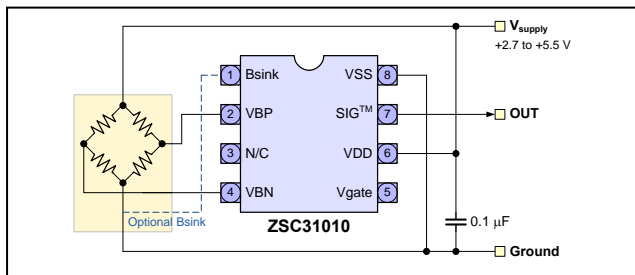 Vsupply
+2.7 to +5.5 V
1 Bsink VSS 8
2 VBP SIG™ 7 OUT
3 N/C VDD 6
4 VBN Vgate 5
Optional Bsink
ZSC31010
0.1 µF
Ground